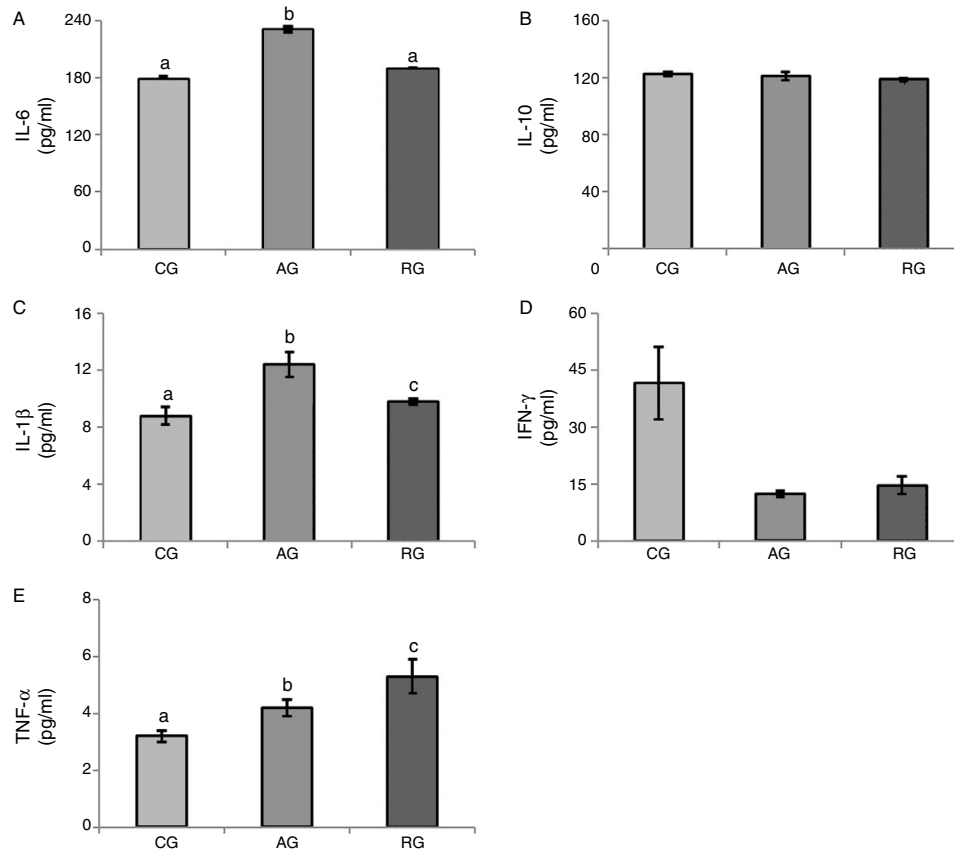 A
240
180
120
60
0
IL-6
(pg/ml)
a
b
a
CG
AG
RG
B
160
120
80
40
0
IL-10
(pg/ml)
CG
AG
RG
C
16
12
8
4
0
IL-1β
(pg/ml)
a
b
c
CG
AG
RG
D
60
45
30
15
0
IFN-γ
(pg/ml)
CG
AG
RG
E
8
6
4
2
0
TNF-α
(pg/ml)
a
b
c
CG
AG
RG